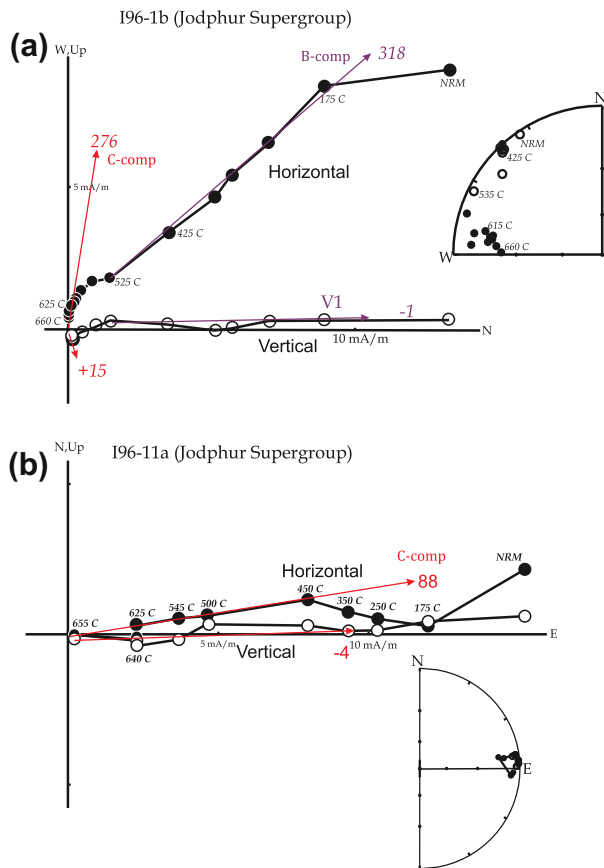 I96-1b (Jodphur Supergroup)
(a)
W,Up
B-comp
318
175 C
NRM
276
C-comp
5 mA/m
Horizontal
425 C
525 C
625 C
660 C
V1
-1
N
10 mA/m
Vertical
+15
N
NRM
425 C
535 C
615 C
660 C
W
(b)
N,Up
I96-11a (Jodphur Supergroup)
C-comp
88
NRM
Horizontal
450 C
350 C
250 C
175 C
500 C
545 C
625 C
655 C
E
5 mA/m
10 mA/m
Vertical
-4
640 C
N
E